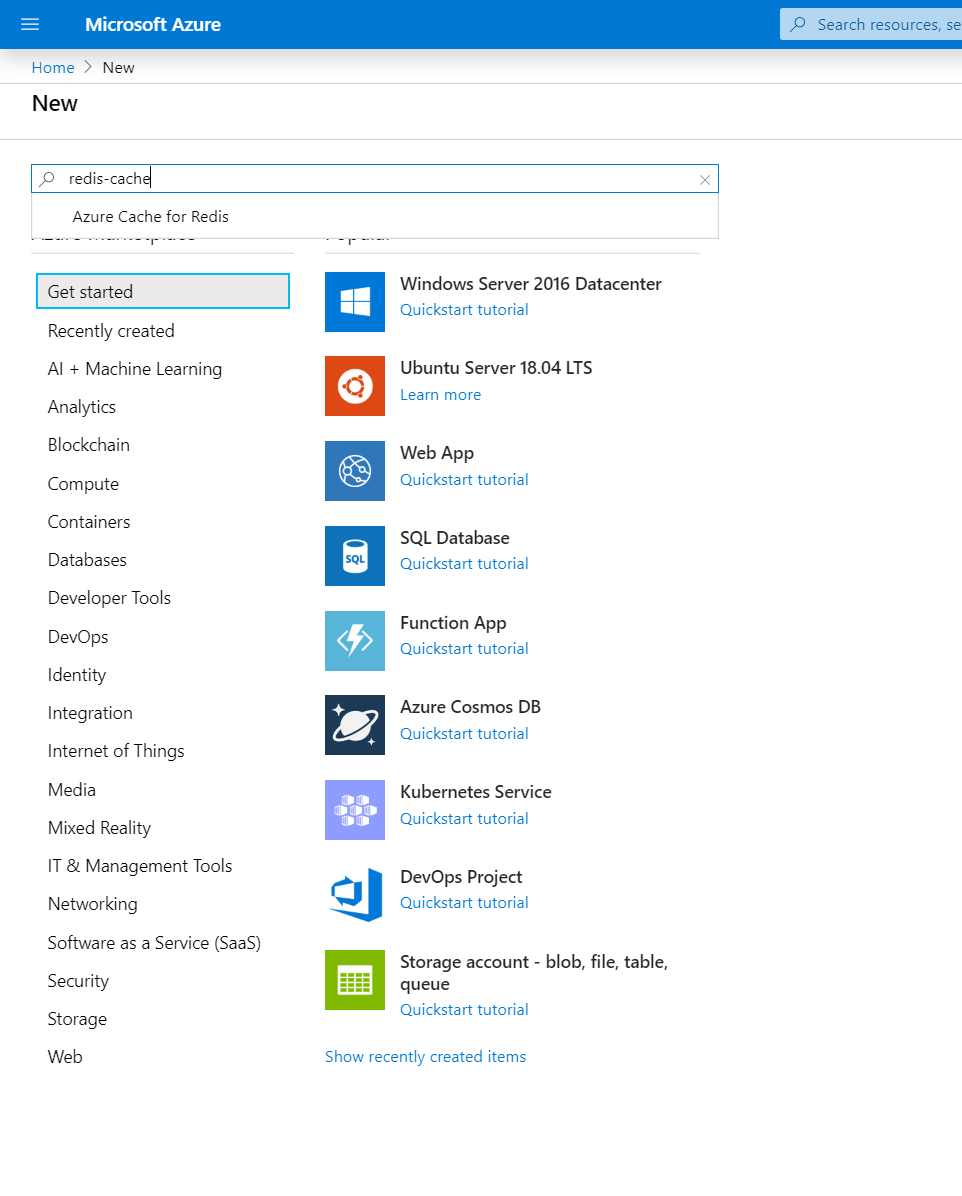 Microsoft Azure
Search resources, se
Home > New
New
redis-cache
Azure Cache for Redis
Azure Marketplace
Popular
Get started
Recently created
AI + Machine Learning
Analytics
Blockchain
Compute
Containers
Databases
Developer Tools
DevOps
Identity
Integration
Internet of Things
Media
Mixed Reality
IT & Management Tools
Networking
Software as a Service (SaaS)
Security
Storage
Web
Windows Server 2016 Datacenter
Quickstart tutorial
Ubuntu Server 18.04 LTS
Learn more
Web App
Quickstart tutorial
SQL
SQL Database
Quickstart tutorial
Function App
Quickstart tutorial
Azure Cosmos DB
Quickstart tutorial
Kubernetes Service
Quickstart tutorial
DevOps Project
Quickstart tutorial
Storage account - blob, file, table,
queue
Quickstart tutorial
Show recently created items